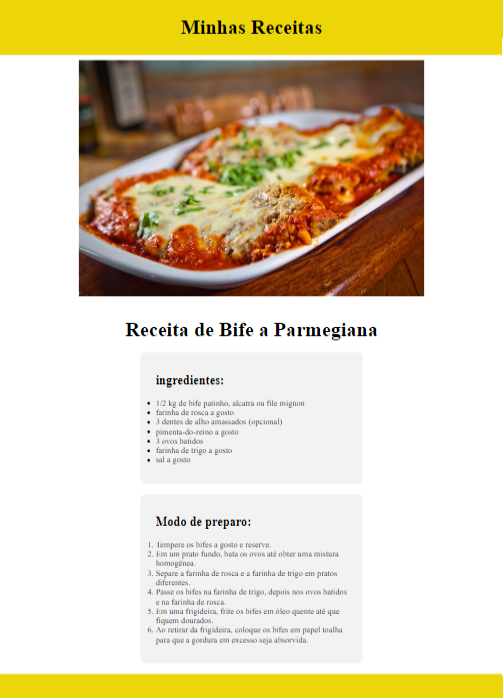 Minhas Receitas
Receita de Bife a Parmegiana
ingredientes:
• 1/2 kg de bife patinho, alcatra ou file mignon
• farinha de rosca a gosto
• 3 dentes de alho amassados (opcional)
• pimenta-do-reino a gosto
• 3 ovos batidos
• farinha de trigo a gosto
• sal a gosto
Modo de preparo:
1. Tempere os bifes a gosto e reserve.
2. Em um prato fundo, bata os ovos até obter uma mistura
homogênea.
3. Separe a farinha de rosca e a farinha de trigo em pratos
diferentes.
4. Passe os bifes na farinha de trigo, depois nos ovos batidos
e na farinha de rosca.
5. Em uma frigideira, frite os bifes em óleo quente até que
fiquem dourados.
6. Ao retirar da frigideira, coloque os bifes em papel toalha
para que a gordura em excesso seja absorvida.